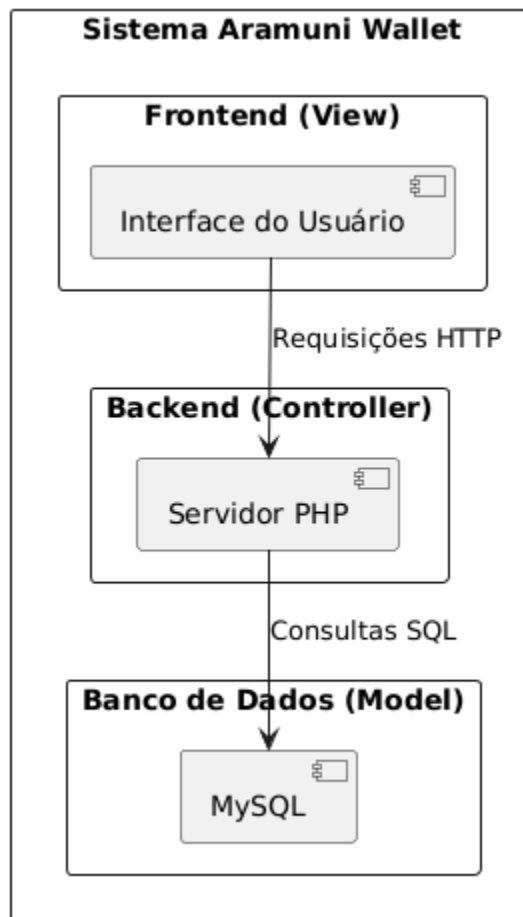 Sistema Aramuni Wallet
Frontend (View)
Interface do Usuário
Requisições HTTP
Backend (Controller)
Servidor PHP
Consultas SQL
Banco de Dados (Model)
MySQL